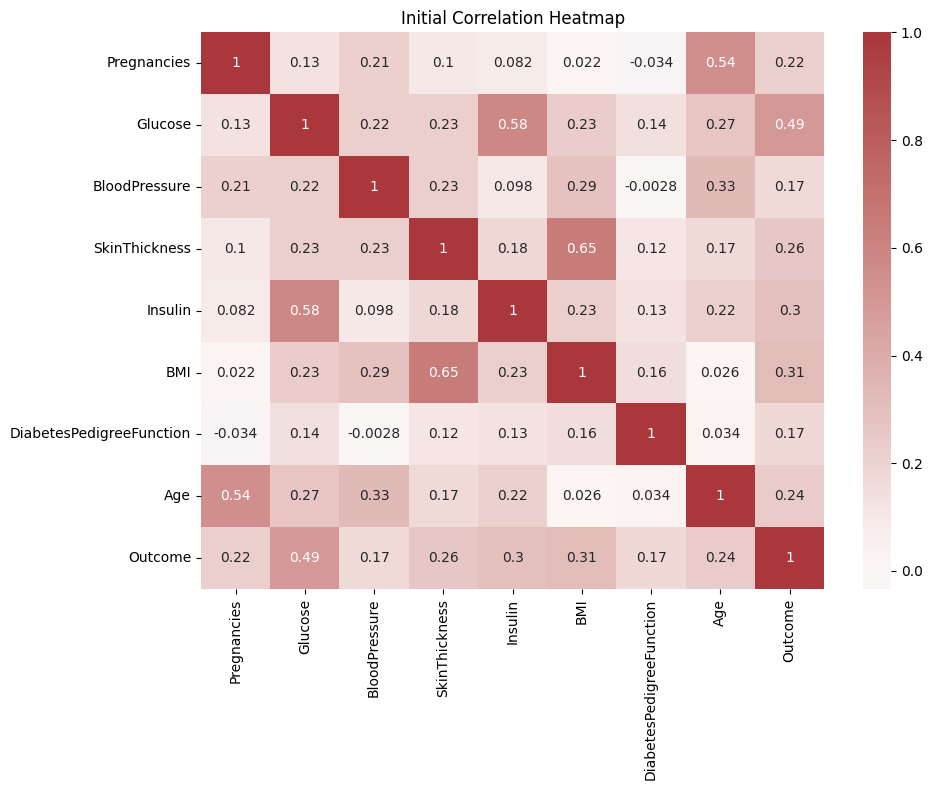 Initial Correlation Heatmap
Pregnancies 1 0.13 0.21 0.1 0.082 0.022 -0.034 0.54 0.22
Glucose 0.13 1 0.22 0.23 0.58 0.23 0.14 0.27 0.49
BloodPressure 0.21 0.22 1 0.23 0.098 0.29 -0.0028 0.33 0.17
SkinThickness 0.1 0.23 0.23 1 0.18 0.65 0.12 0.17 0.26
Insulin 0.082 0.58 0.098 0.18 1 0.23 0.13 0.22 0.3
BMI 0.022 0.23 0.29 0.65 0.23 1 0.16 0.026 0.31
DiabetesPedigreeFunction -0.034 0.14 -0.0028 0.12 0.13 0.16 1 0.034 0.17
Age 0.54 0.27 0.33 0.17 0.22 0.026 0.034 1 0.24
Outcome 0.22 0.49 0.17 0.26 0.3 0.31 0.17 0.24 1
Pregnancies
Glucose
BloodPressure
SkinThickness
Insulin
BMI
DiabetesPedigreeFunction
Age
Outcome
1.0
0.8
0.6
0.4
0.2
0.0